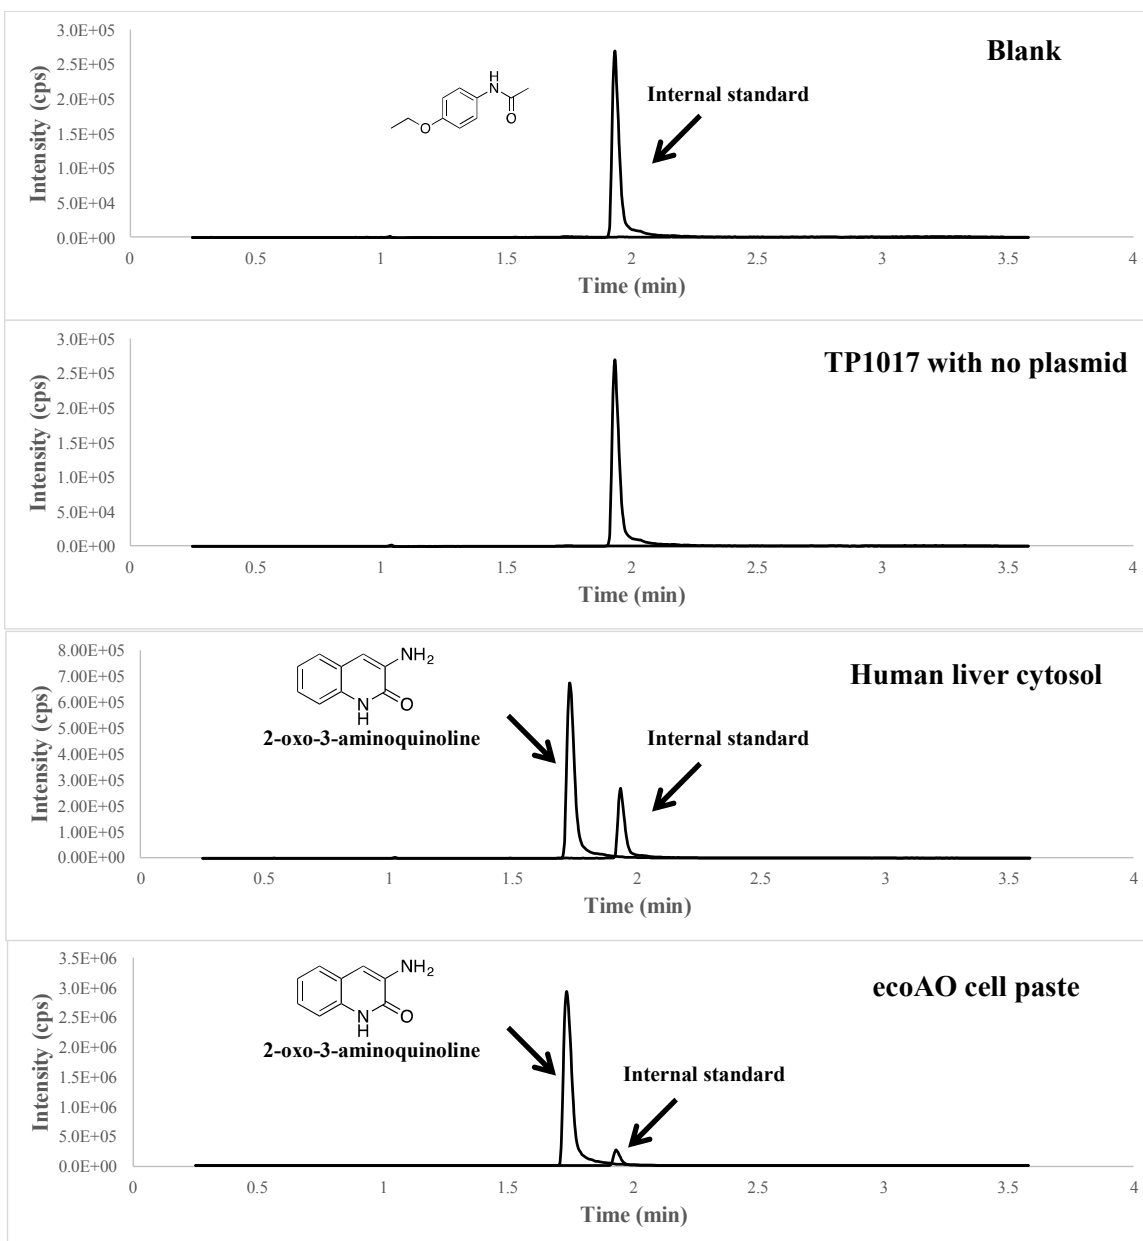 Blank
Intensity (cps)
3.0E+05
2.5E+05
2.0E+05
1.5E+05
1.0E+05
5.0E+04
0.0E+00
H
N
O
O
Internal standard
0 0.5 1 1.5 2 2.5 3 3.5 4
Time (min)
TP1017 with no plasmid
Intensity (cps)
3.0E+05
2.5E+05
2.0E+05
1.5E+05
1.0E+05
5.0E+04
0.0E+00
0 0.5 1 1.5 2 2.5 3 3.5 4
Time (min)
Human liver cytosol
Intensity (cps)
8.00E+05
7.00E+05
6.00E+05
5.00E+05
4.00E+05
3.00E+05
2.00E+05
1.00E+05
0.00E+00
NH2
N
H
O
2-oxo-3-aminoquinoline
Internal standard
0 0.5 1 1.5 2 2.5 3 3.5 4
Time (min)
ecoAO cell paste
Intensity (cps)
3.5E+06
3.0E+06
2.5E+06
2.0E+06
1.5E+06
1.0E+06
5.0E+05
0.0E+00
NH2
N
H
O
2-oxo-3-aminoquinoline
Internal standard
0 0.5 1 1.5 2 2.5 3 3.5 4
Time (min)